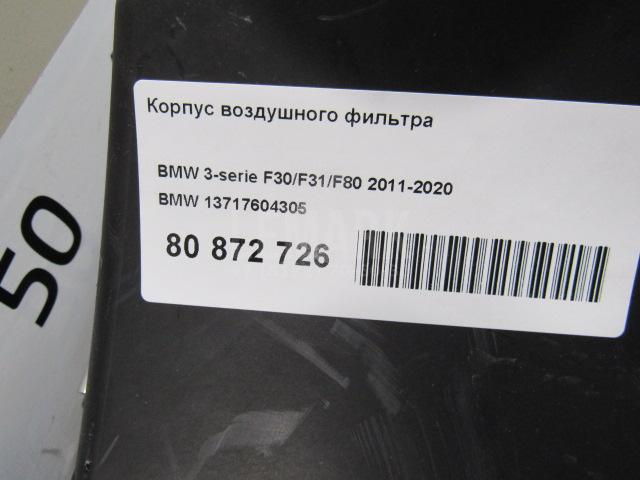 Корпус воздушного фильтра
BMW 3-serie F30/F31/F80 2011-2020
BMW 13717604305
80 872 726
50